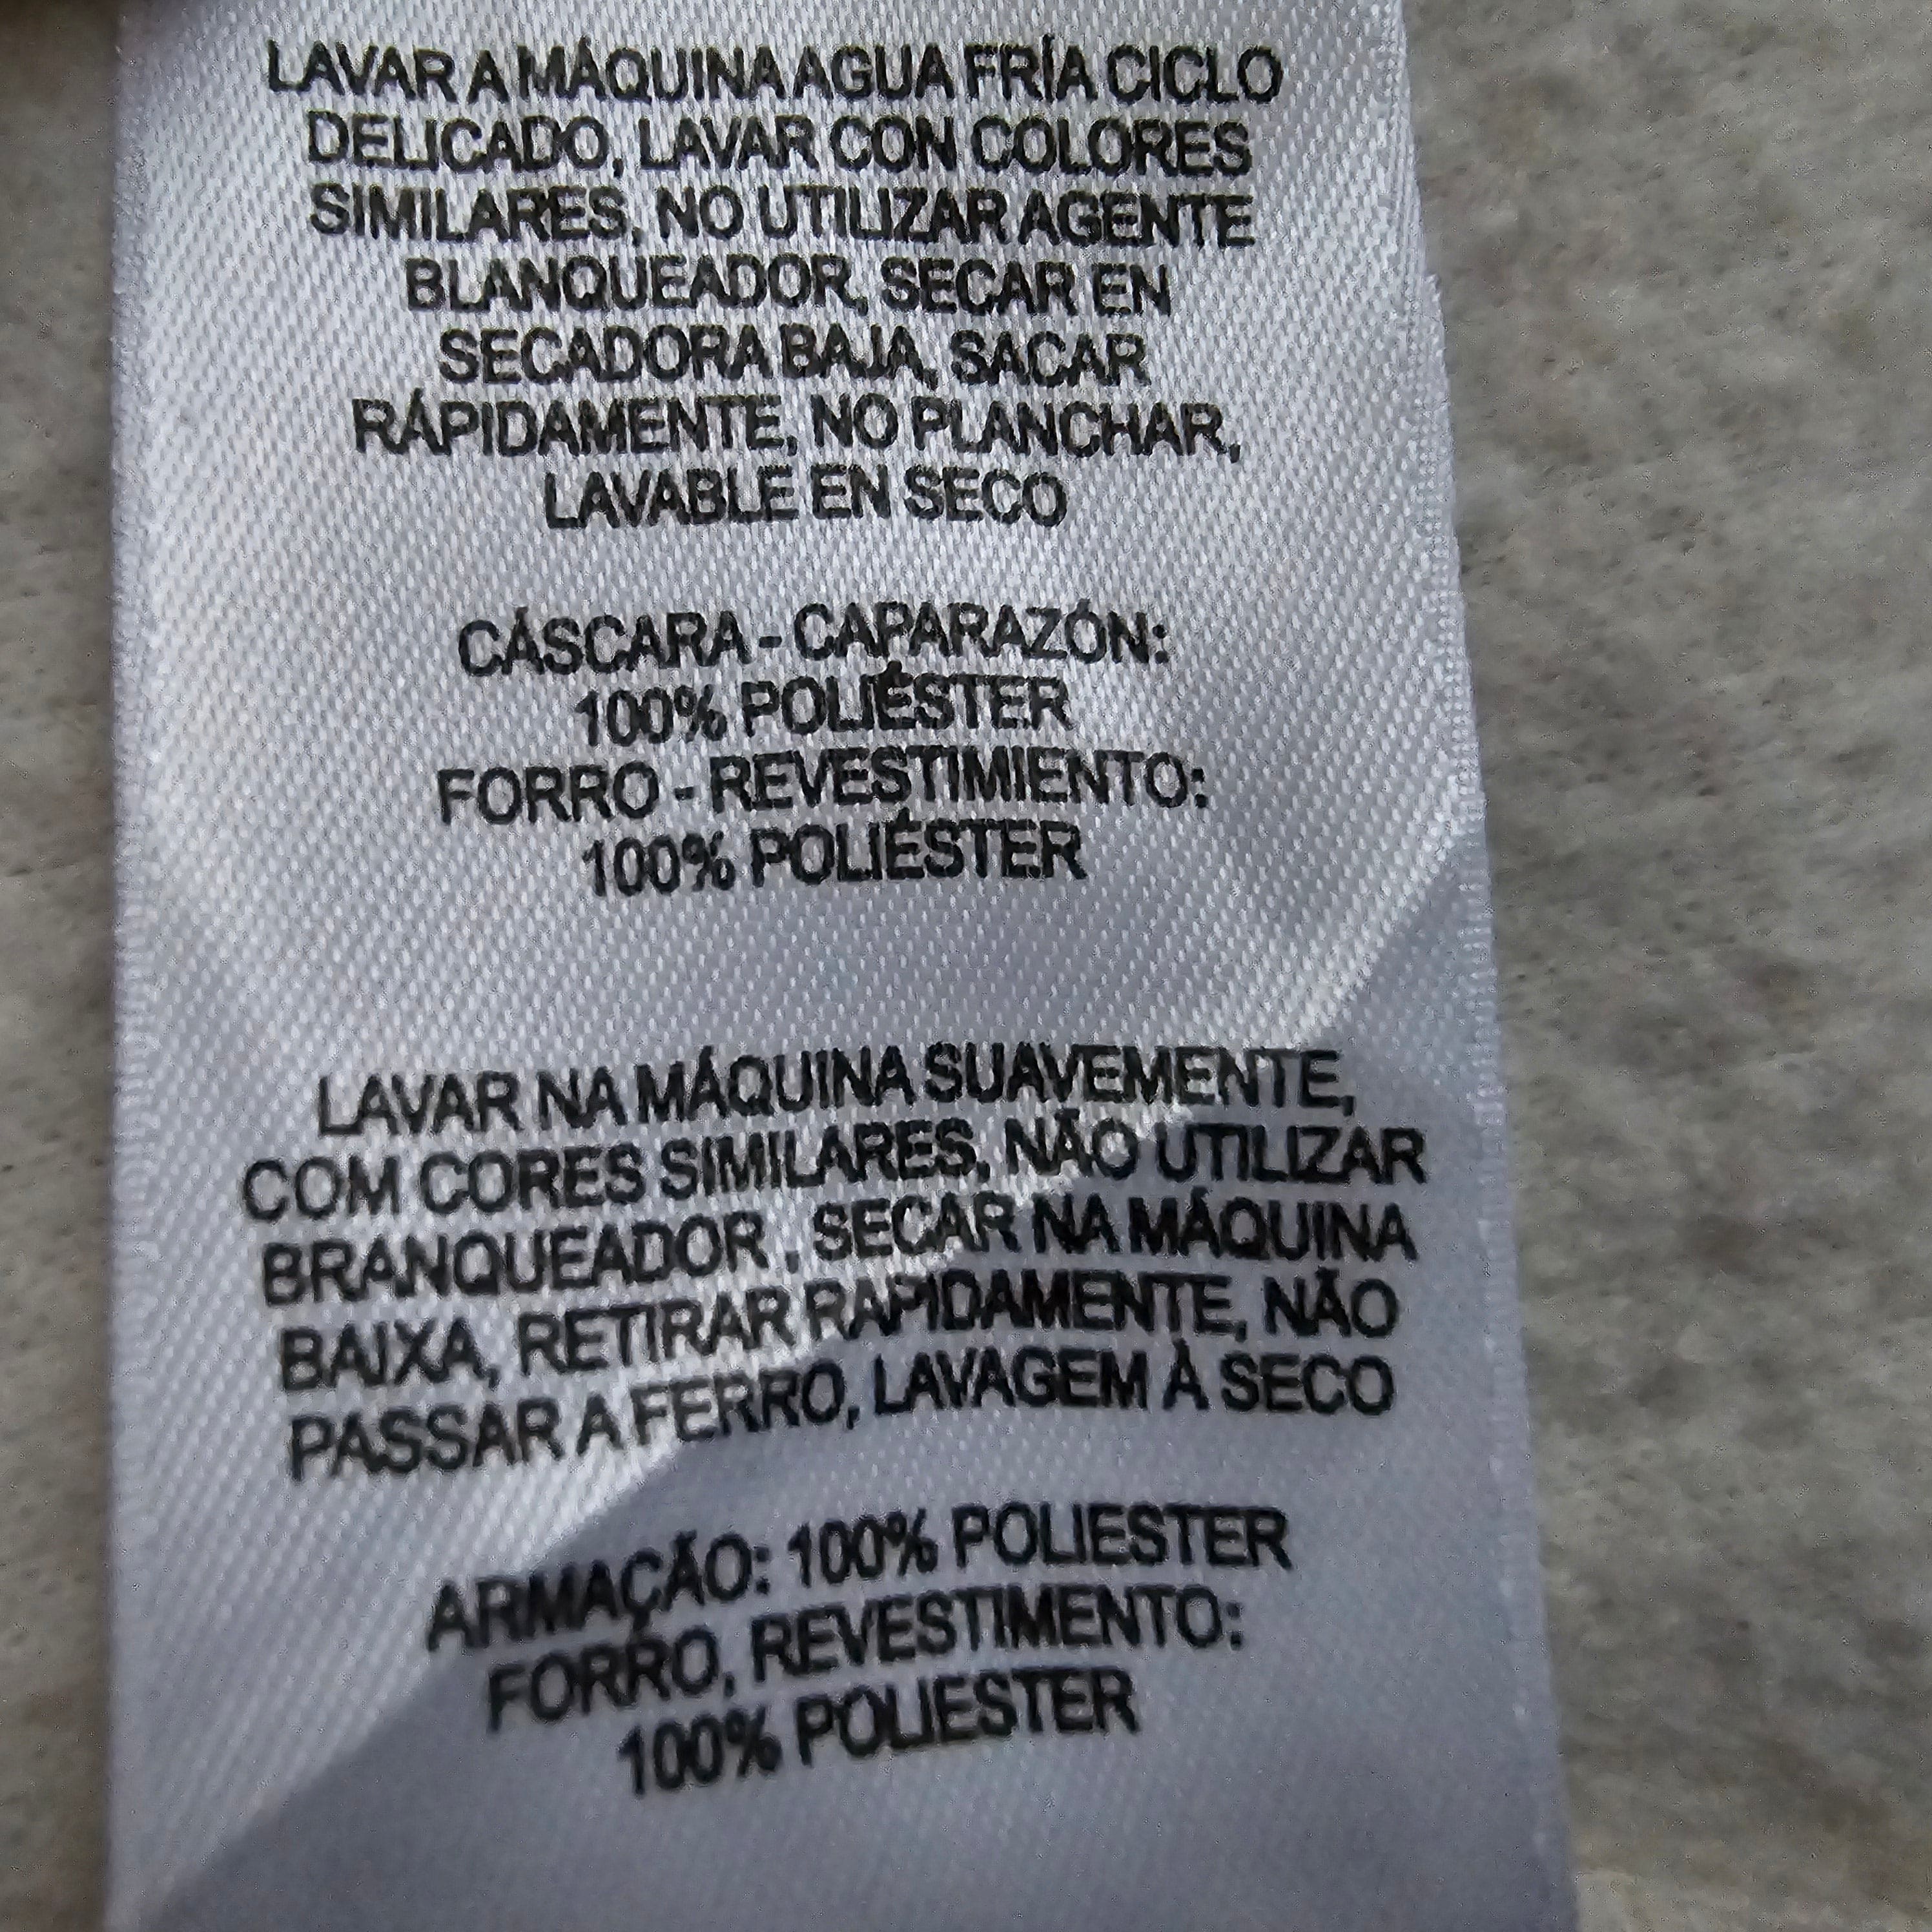 LAVAR A MÁQUINA AGUA FRÍA CICLO
DELICADO, LAVAR CON COLORES
SIMILARES, NO UTILIZAR AGENTE
BLANQUEADOR, SECAR EN
SECADORA BAJA, SACAR
RÁPIDAMENTE, NO PLANCHAR,
LAVABLE EN SECO
CÁSCARA - CAPARAZÓN:
100% POLIÉSTER
FORRO - REVESTIMIENTO:
100% POLIÉSTER
LAVAR NA MÁQUINA SUAVEMENTE,
COM CORES SIMILARES, NÃO UTILIZAR
BRANQUEADOR , SECAR NA MÁQUINA
BAIXA, RETIRAR RAPIDAMENTE, NÃO
PASSAR A FERRO, LAVAGEM À SECO
ARMAÇÃO: 100% POLIESTER
FORRO, REVESTIMENTO:
100% POLIESTER